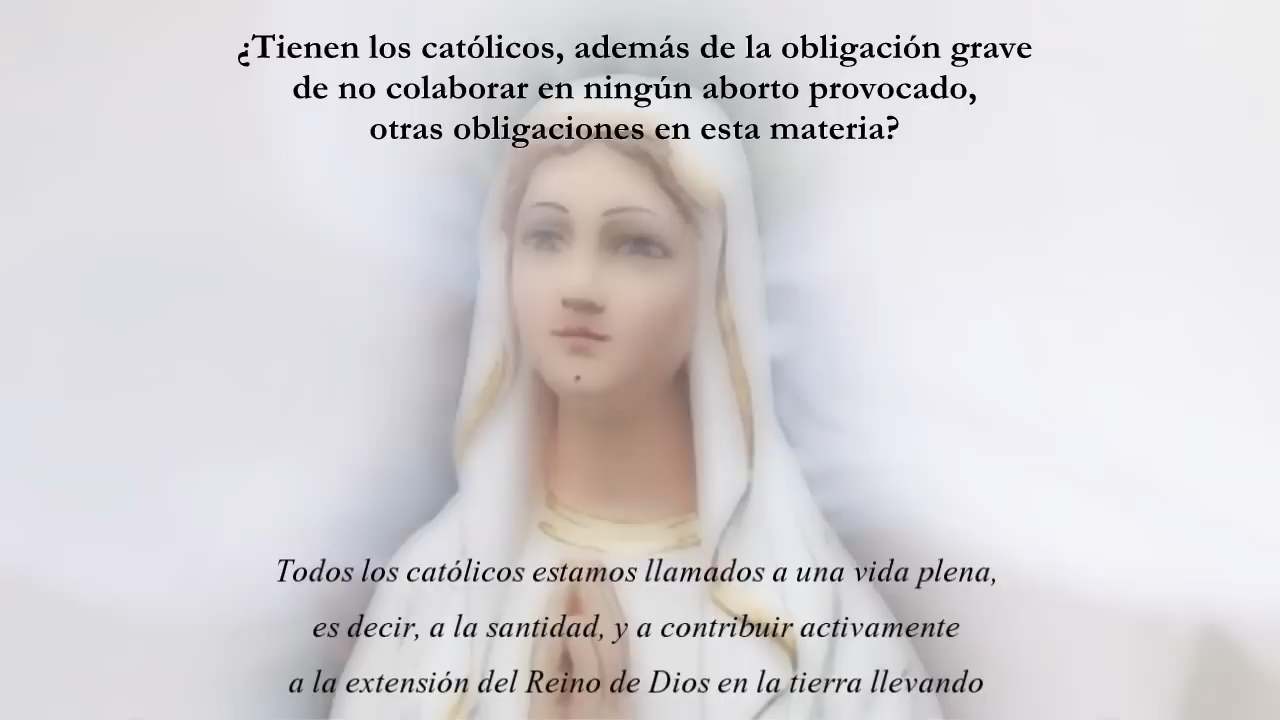 ¿Tienen los católicos, además de la obligación grave
de no colaborar en ningún aborto provocado,
otras obligaciones en esta materia?
Todos los católicos estamos llamados a una vida plena,
es decir, a la santidad, y a contribuir activamente
a la extensión del Reino de Dios en la tierra llevando